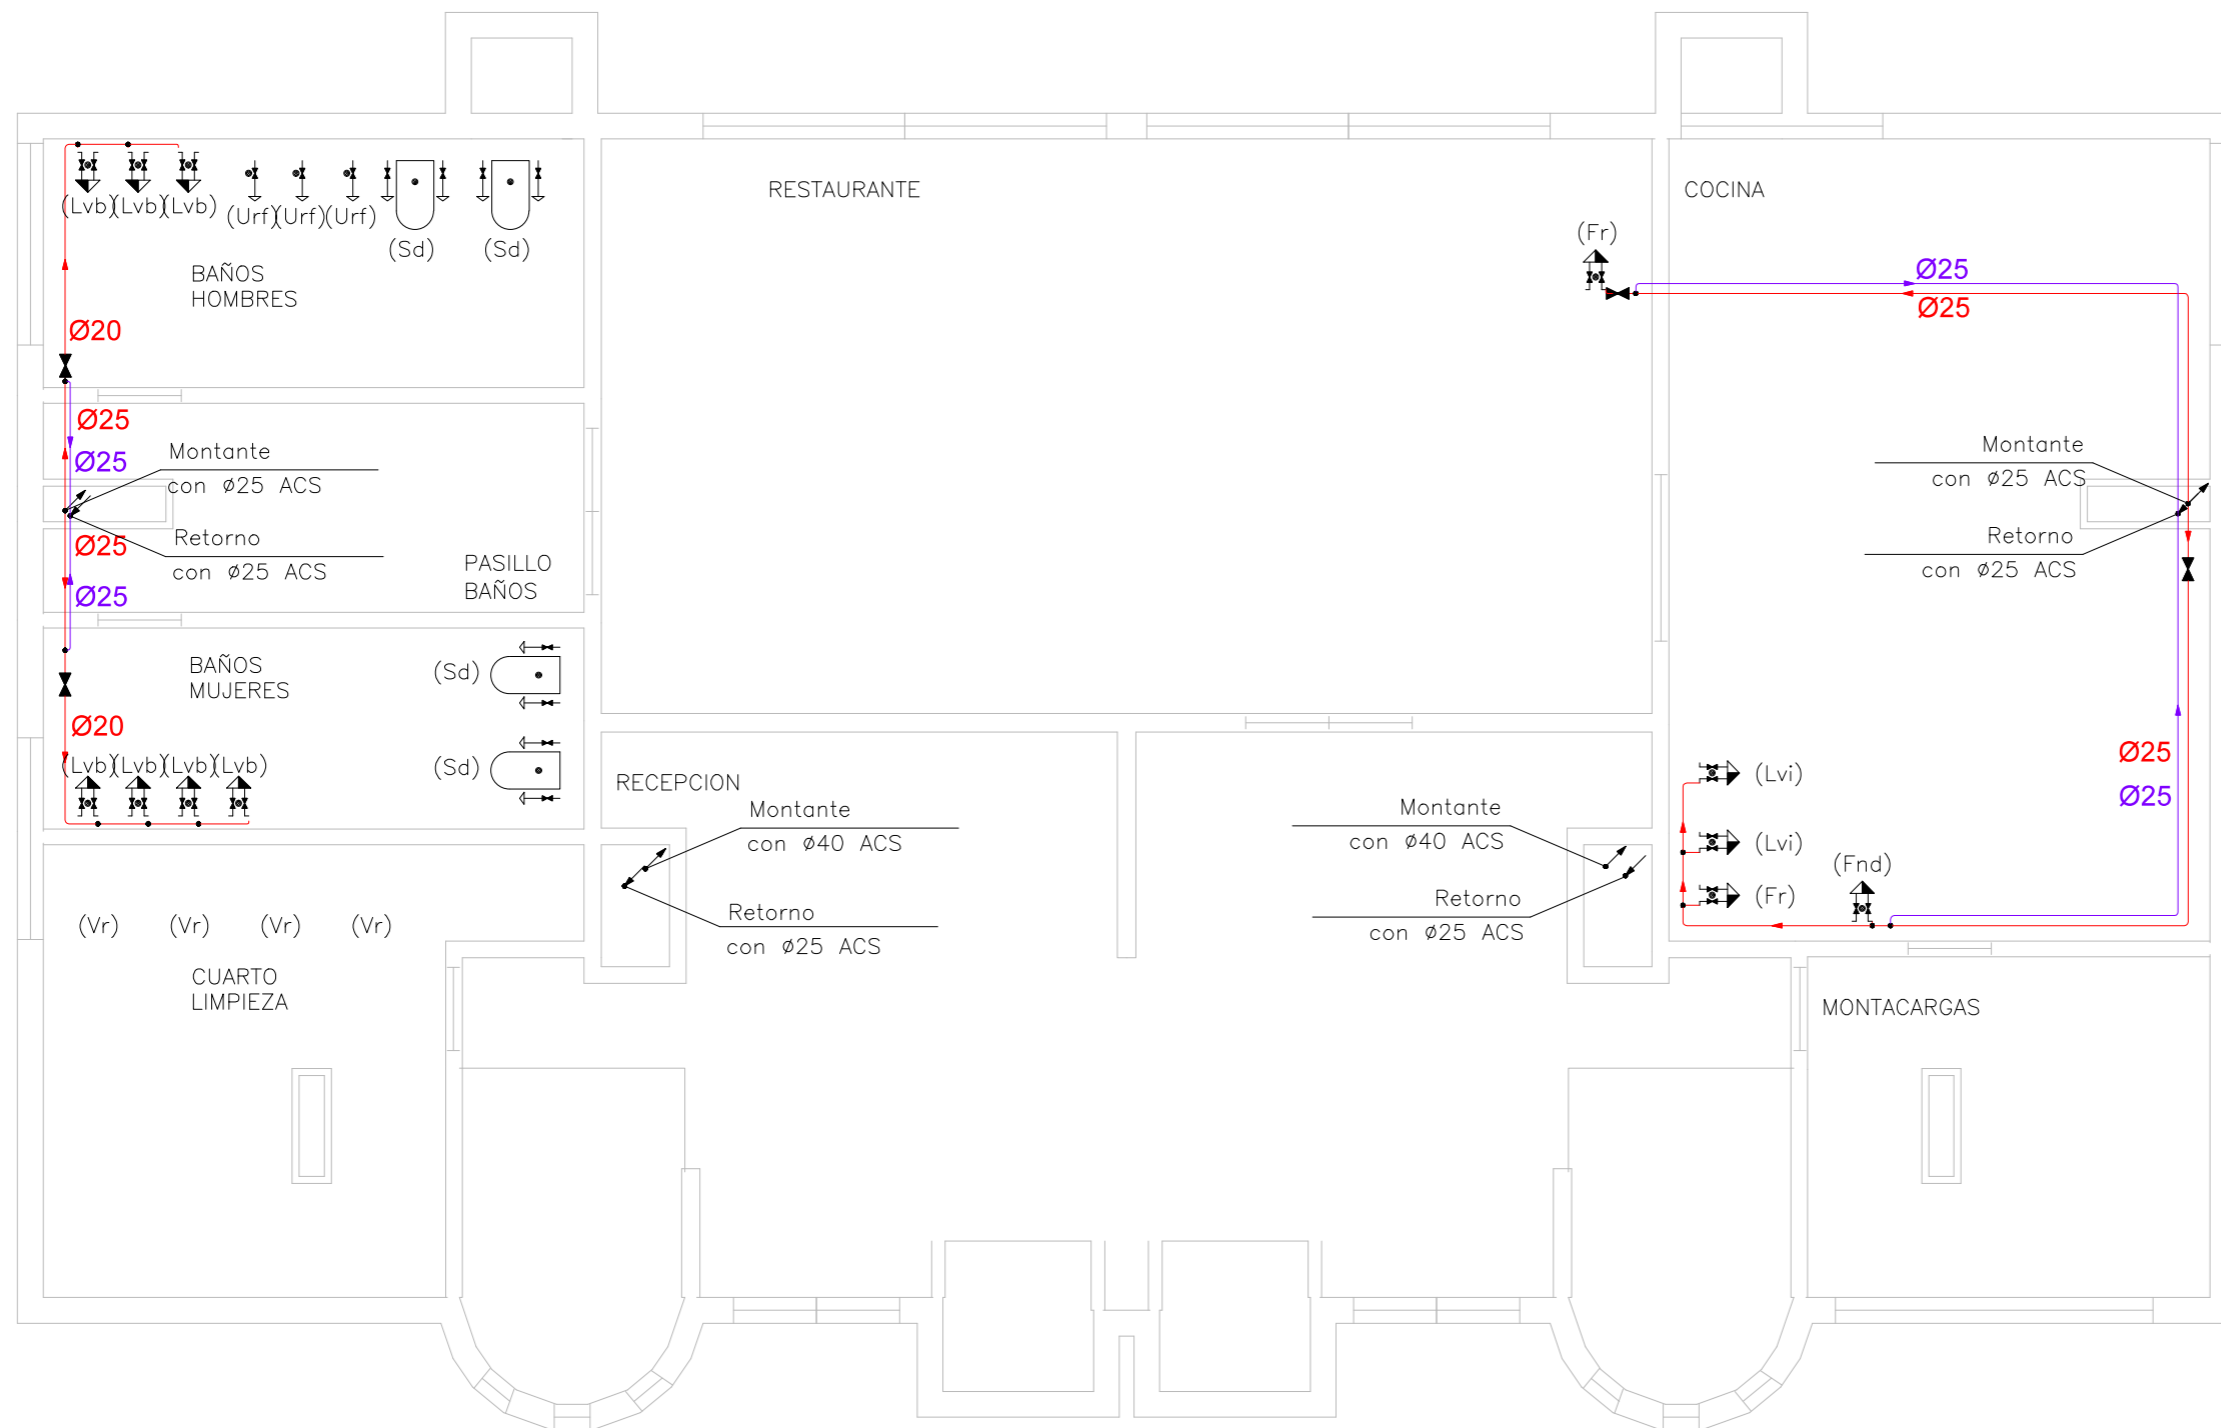 RESTAURANTE
COCINA
(Lvb)(Lvb)(Lvb)
(Urf)(Urf)(Urf)
(Sd)
(Sd)
(Fr)
BAÑOS
HOMBRES
Ø25
Ø25
Ø20
Ø25
Ø25
Montante
con Ø25 ACS
Montante
con Ø25 ACS
Ø25
Retorno
con Ø25 ACS
Retorno
con Ø25 ACS
Ø25
PASILLO
BAÑOS
BAÑOS
MUJERES
(Sd)
(Sd)
Ø20
(Lvb)(Lvb)(Lvb)(Lvb)
RECEPCION
Montante
con Ø40 ACS
Montante
con Ø40 ACS
Retorno
con Ø25 ACS
Retorno
con Ø25 ACS
Ø25
Ø25
(Lvi)
(Lvi)
(Fr)
(Fnd)
(Vr)
(Vr)
(Vr)
(Vr)
CUARTO
LIMPIEZA
MONTACARGAS